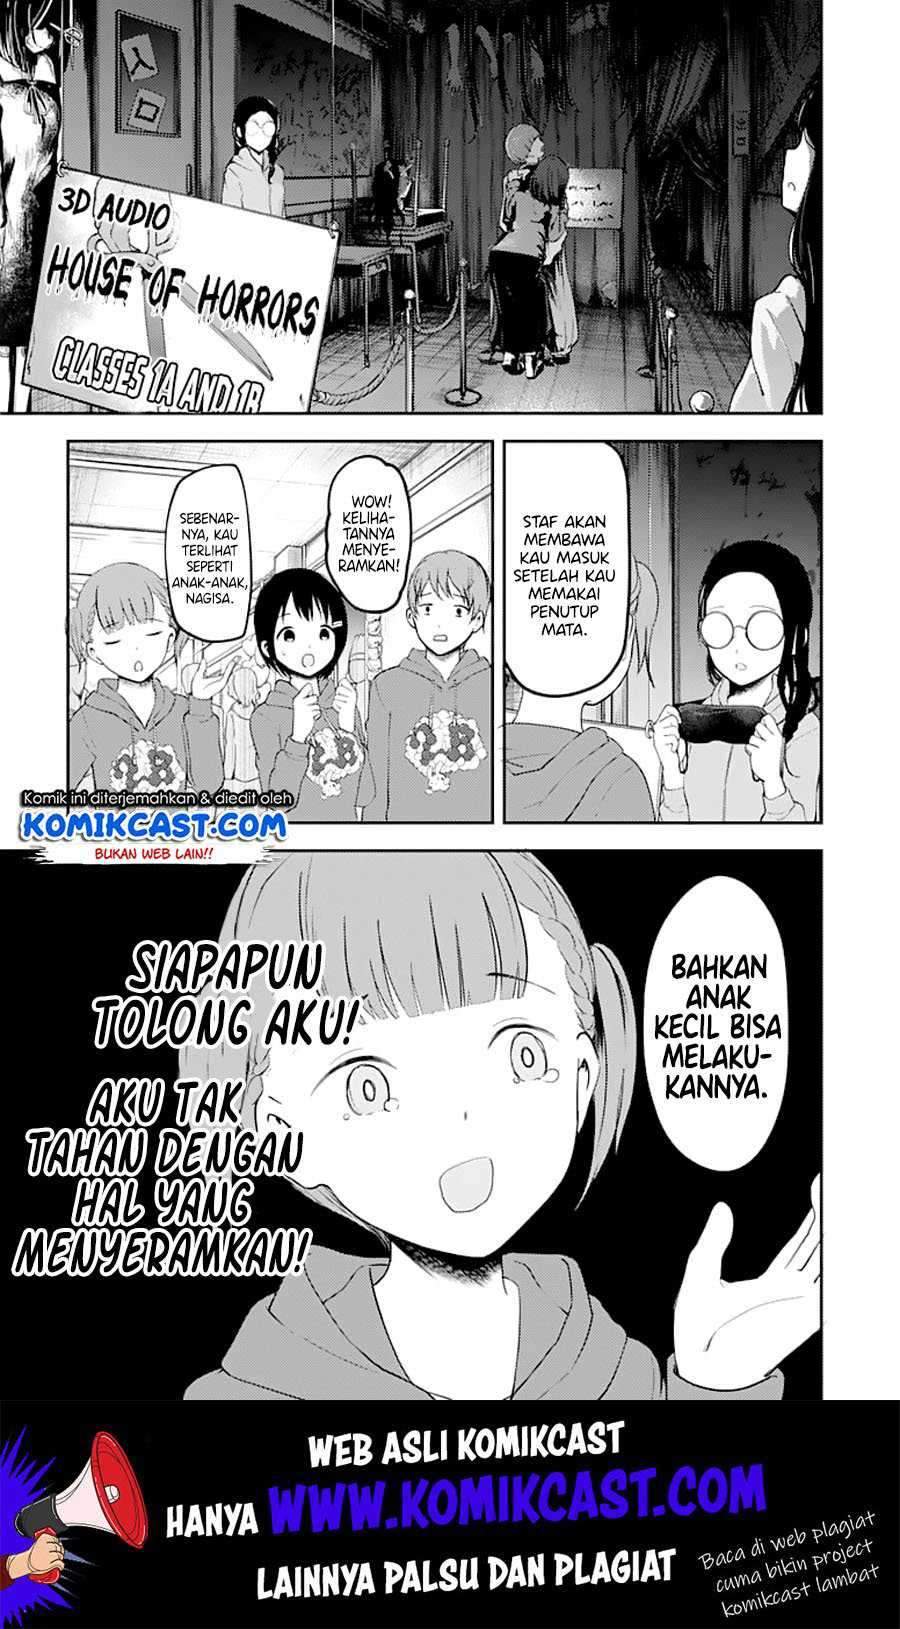 3D AUDIO
HOUSE OF HORRORS
CLASSES 1A AND 1B
STAF AKAN
MEMBAWA
KAU MASUK
SETELAH KAU
MEMAKAI
PENUTUP
MATA.
WOW!
KELIHA-
TANNYA
MENYE-
RAMKAN!
SEBENAR-
NYA, KAU
TERLIHAT
SEPERTI
ANAK-ANAK,
NAGISA.
2B
2B
2B
Komik ini diterjemahkan & diedit oleh
KOMIKCAST.COM
BUKAN WEB LAIN!!
BAHKAN
ANAK
KECIL BISA
MELAKU-
KANNYA.
SIAPAPUN
TOLONG AKU!
AKU TAK
TAHAN DENGAN
HAL YANG
MENYERAMKAN!
WEB ASLI KOMIKCAST
HANYA WWW.KOMIKCAST.COM
LAINNYA PALSU DAN PLAGIAT
Baca di web plagiat
cuma bikin project
komikcast lambat